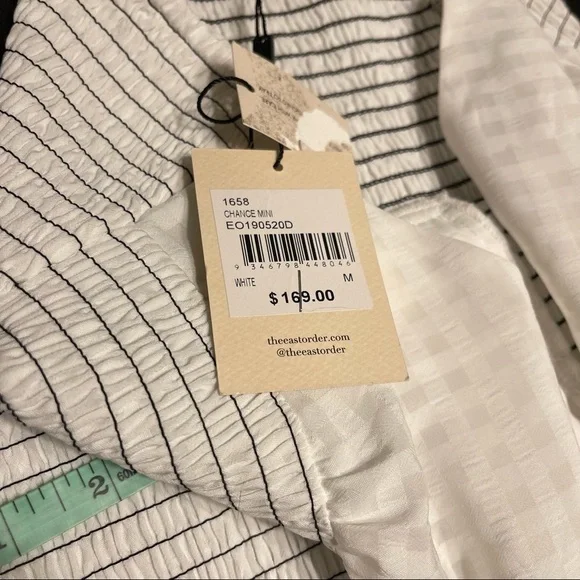 1658
CHANCE MINI
EO190520D
9 346798 448046
WHITE M
$169.00
theeastorder.com
@theeastorder
2